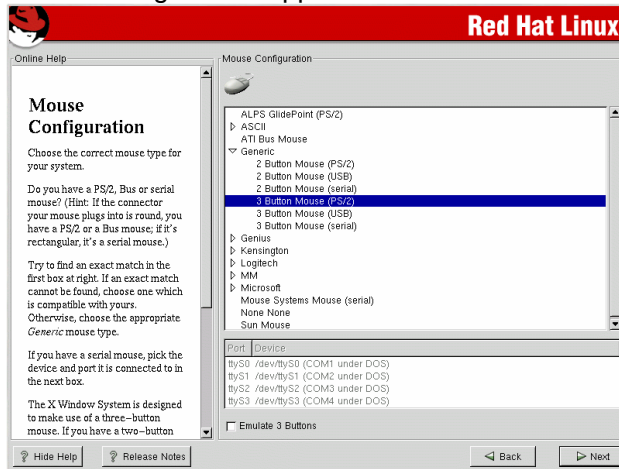 Red Hat Linux
Online Help
Mouse
Configuration
Choose the correct mouse type for
your system.
Do you have a PS/2, Bus or serial
mouse? (Hint: If the connector
your mouse plugs into is round, you
have a PS/2 or a Bus mouse; if it's
rectangular, it's a serial mouse.)
Try to find an exact match in the
first box at right. If an exact match
cannot be found, choose one which
is compatible with yours.
Otherwise, choose the appropriate
Generic mouse type.
If you have a serial mouse, pick the
device and port it is connected to in
the next box.
The X Window System is designed
to make use of a three-button
mouse. If you have a two-button
Mouse Configuration
ALPS GlidePoint (PS/2)
ASCII
ATI Bus Mouse
Generic
2 Button Mouse (PS/2)
2 Button Mouse (USB)
2 Button Mouse (serial)
3 Button Mouse (PS/2)
3 Button Mouse (USB)
3 Button Mouse (serial)
Genius
Kensington
Logitech
MM
Microsoft
Mouse Systems Mouse (serial)
None None
Sun Mouse
Port Device
ttyS0 /dev/ttyS0 (COM1 under DOS)
ttyS1 /dev/ttyS1 (COM2 under DOS)
ttyS2 /dev/ttyS2 (COM3 under DOS)
ttyS3 /dev/ttyS3 (COM4 under DOS)
Emulate 3 Buttons
Hide Help
Release Notes
Back
Next